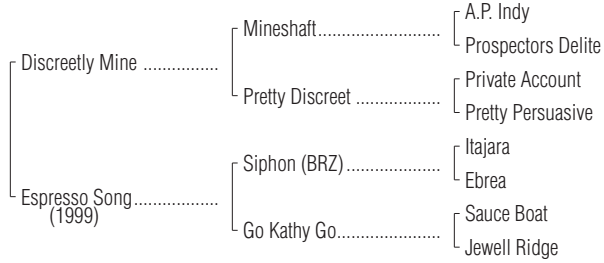 A.P. Indy
Mineshaft
Prospectors Delite
Discreetly Mine
Private Account
Pretty Discreet
Pretty Persuasive
Itajara
Siphon (BRZ)
Ebrea
Espresso Song
(1999)
Sauce Boat
Go Kathy Go
Jewell Ridge